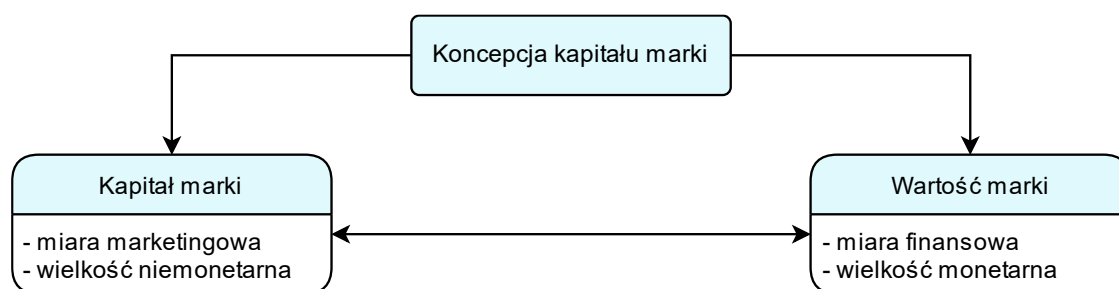 Koncepcja kapitału marki
Kapitał marki
- miara marketingowa
- wielkość niemonetarna
Wartość marki
- miara finansowa
- wielkość monetarna